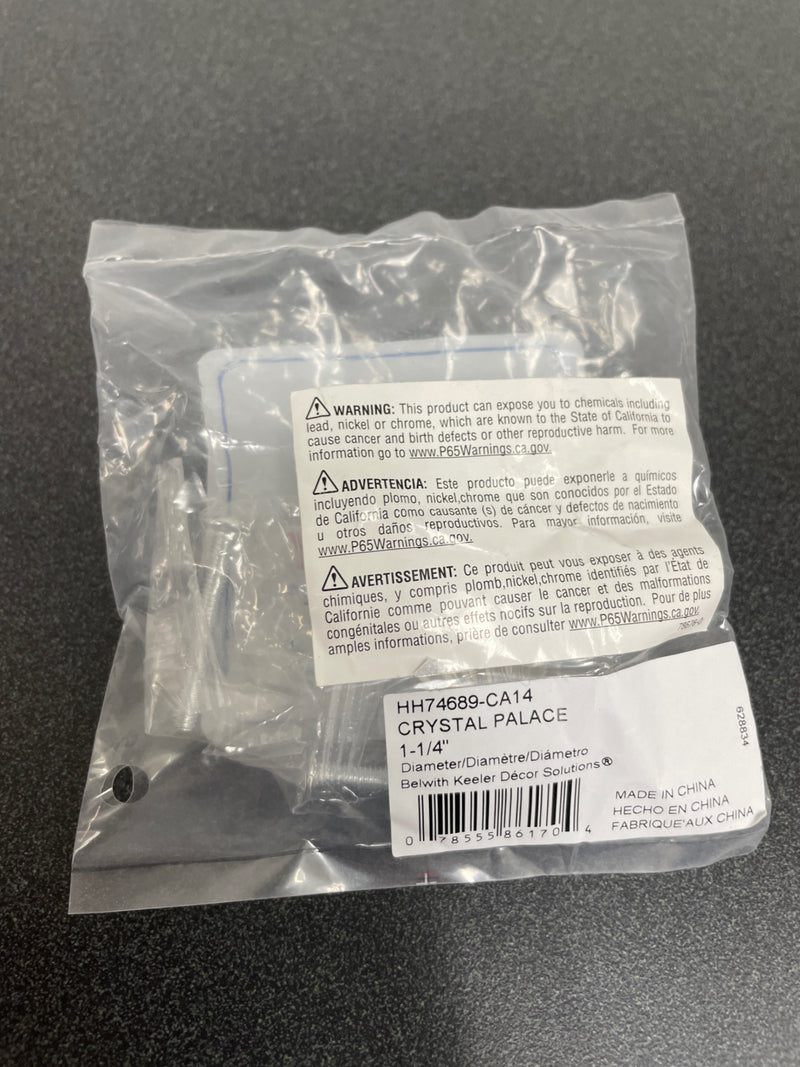 WARNING: This product can expose you to chemicals including
lead, nickel or chrome, which are known to the State of California to
cause cancer and birth defects or other reproductive harm. For more
information go to www.P65Warnings.ca.gov.
ADVERTENCIA: Este producto puede exponerle a químicos
incluyendo plomo, nickel,chrome que son conocidos por el Estado
de California como causante (s) de cáncer y defectos de nacimiento
u otros daños reproductivos. Para mayor información, visite
www.P65Warnings.ca.gov.
AVERTISSEMENT: Ce produit peut vous exposer à des agents
chimiques, y compris plomb,nickel,chrome identifiés par l'État de
Californie comme pouvant causer le cancer et des malformations
congénitales ou autres effets nocifs sur la reproduction. Pour de plus
amples informations, prière de consulter www.P65Warnings.ca.gov.
HH74689-CA14
CRYSTAL PALACE
1-1/4"
Diameter/Diamètre/Diámetro
Belwith Keeler Décor Solutions®
0 78555 86170 4
MADE IN CHINA
HECHO EN CHINA
FABRIQUE'AUX CHINA
628834